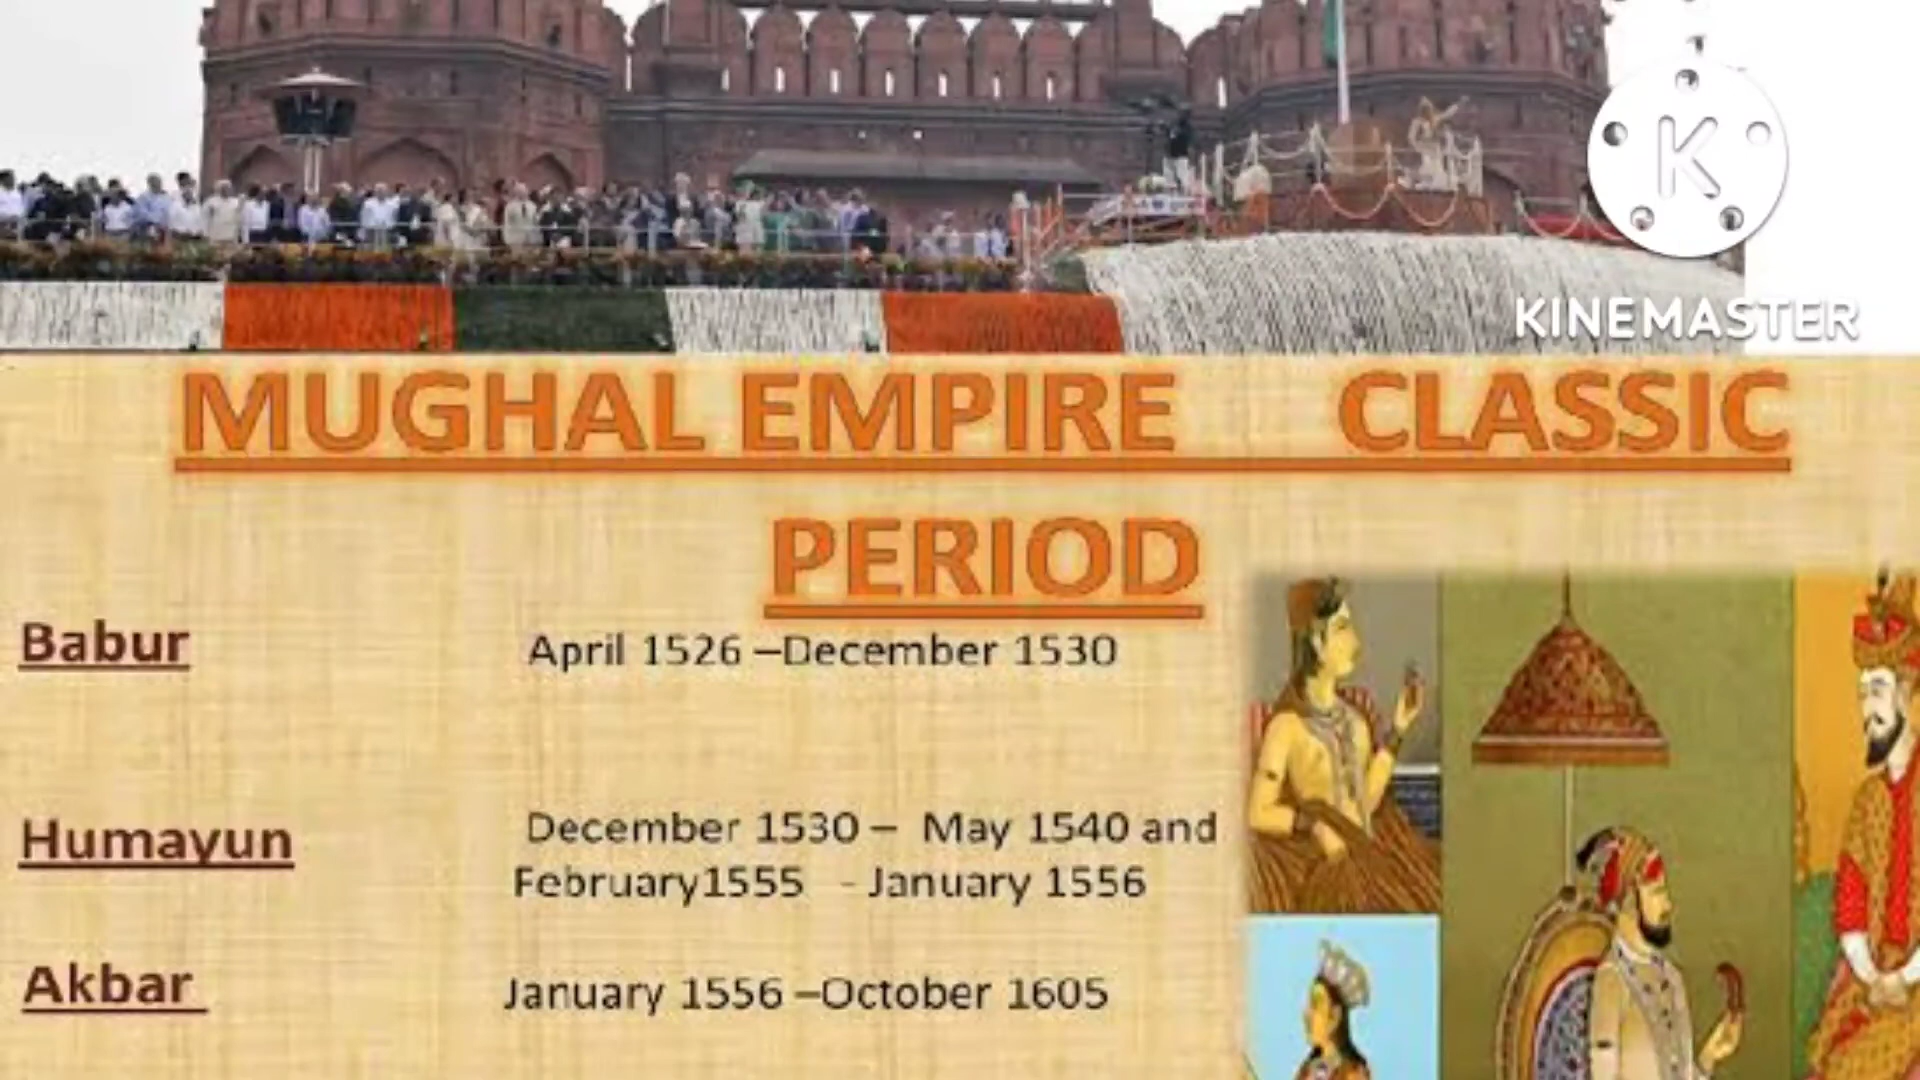 K
KINEMASTER
MUGHAL EMPIRE CLASSIC
PERIOD
Babur April 1526 –December 1530
Humayun December 1530 – May 1540 and
February1555 - January 1556
Akbar January 1556 –October 1605